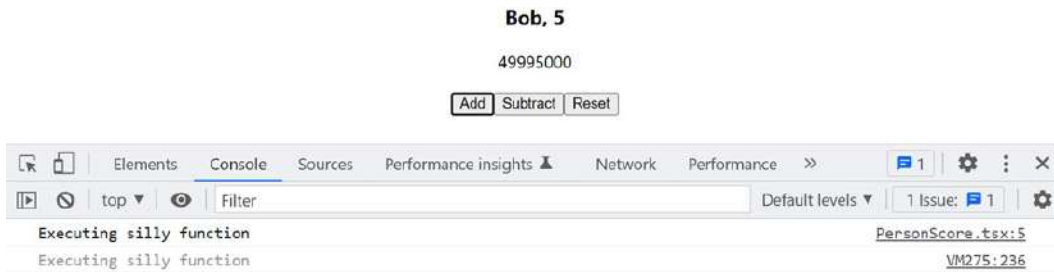 Bob, 5
49995000
Add Subtract Reset
Elements Console Sources Performance insights Network Performance » 1
top ▼ Filter Default levels ▼ 1 Issue: 1
Executing silly function PersonScore.tsx:5
Executing silly function VM275:236